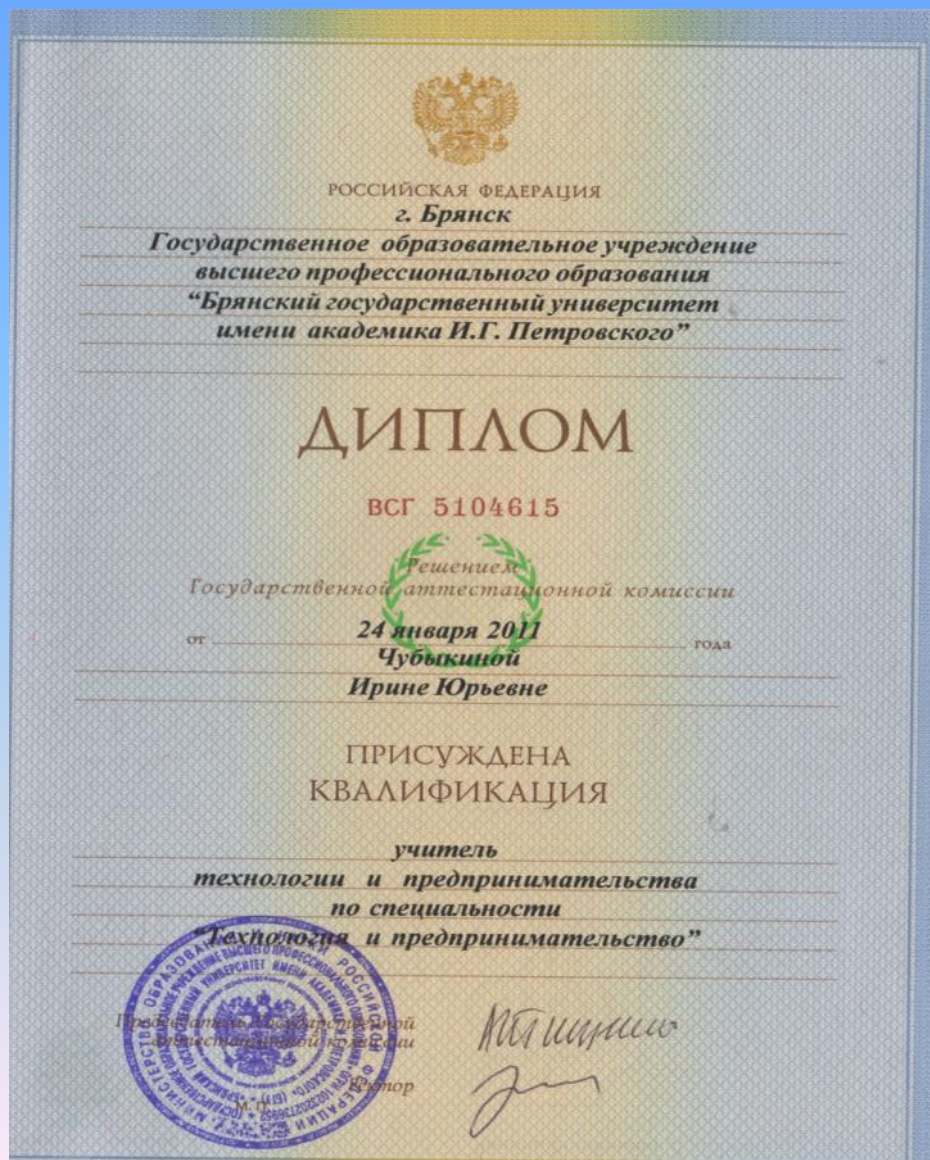 РОССИЙСКАЯ ФЕДЕРАЦИЯ
г. Брянск
Государственное образовательное учреждение
высшего профессионального образования
“Брянский государственный университет
имени академика И.Г. Петровского”
ДИПЛОМ
ВСГ 5104615
Решением
Государственной аттестационной комиссии
от 24 января 2011 года
Чубыкиной
Ирине Юрьевне
ПРИСУЖДЕНА
КВАЛИФИКАЦИЯ
учитель
технологии и предпринимательства
по специальности
“Технология и предпринимательство”
Председатель Государственной
аттестационной комиссии
Ректор
М.П.